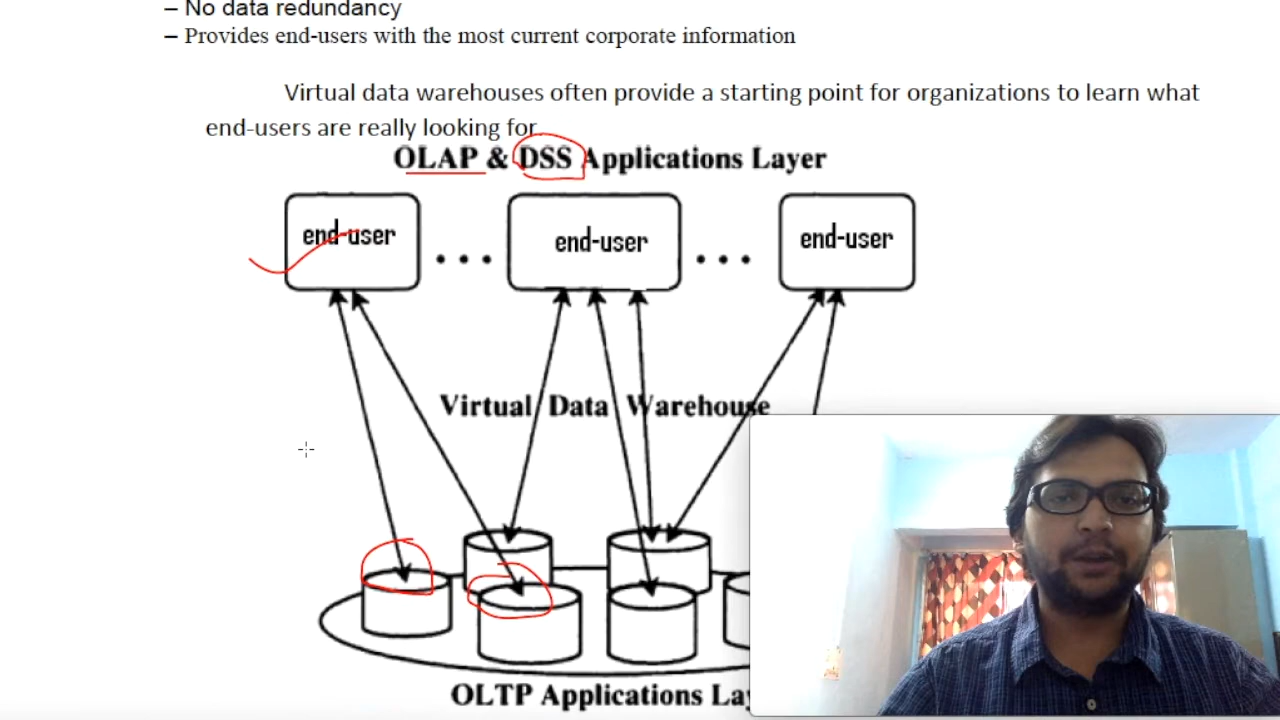 – No data redundancy
– Provides end-users with the most current corporate information
Virtual data warehouses often provide a starting point for organizations to learn what
end-users are really looking for
OLAP & DSS Applications Layer
end-user
end-user
end-user
Virtual Data Warehouse
OLTP Applications